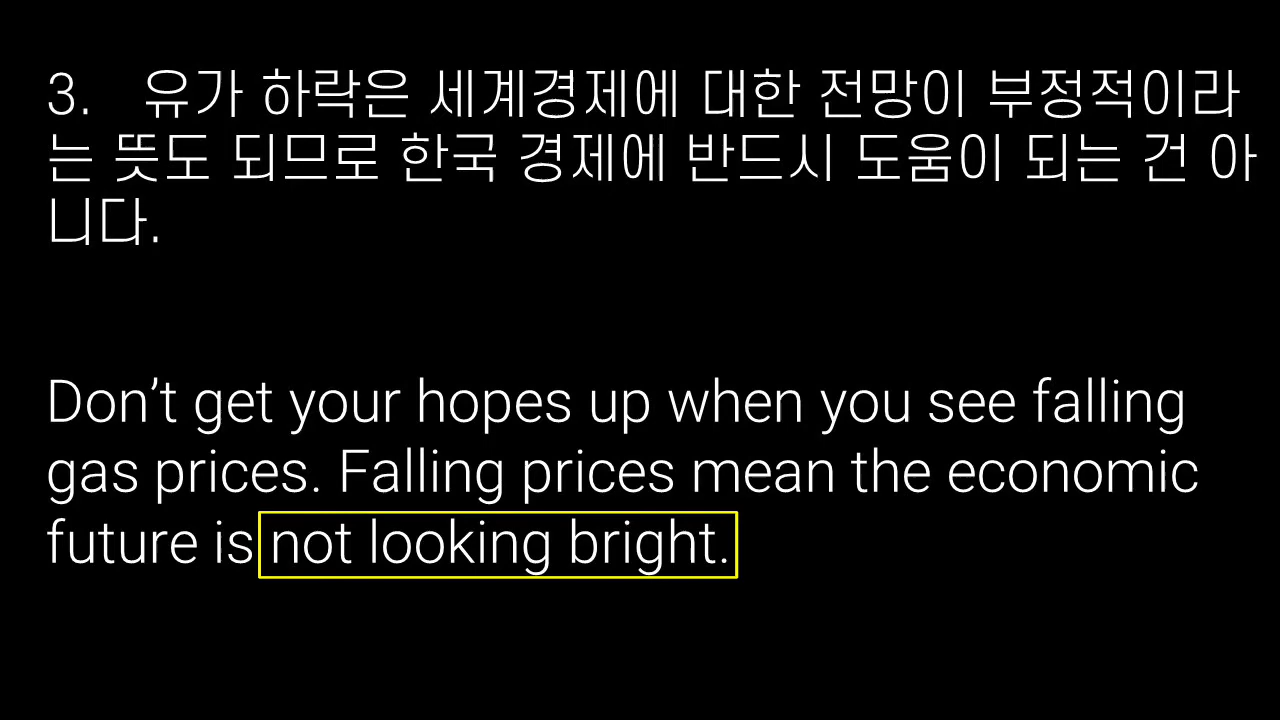 3. 유가 하락은 세계경제에 대한 전망이 부정적이라
는 뜻도 되므로 한국 경제에 반드시 도움이 되는 건 아
니다.
Don’t get your hopes up when you see falling
gas prices. Falling prices mean the economic
future is not looking bright.